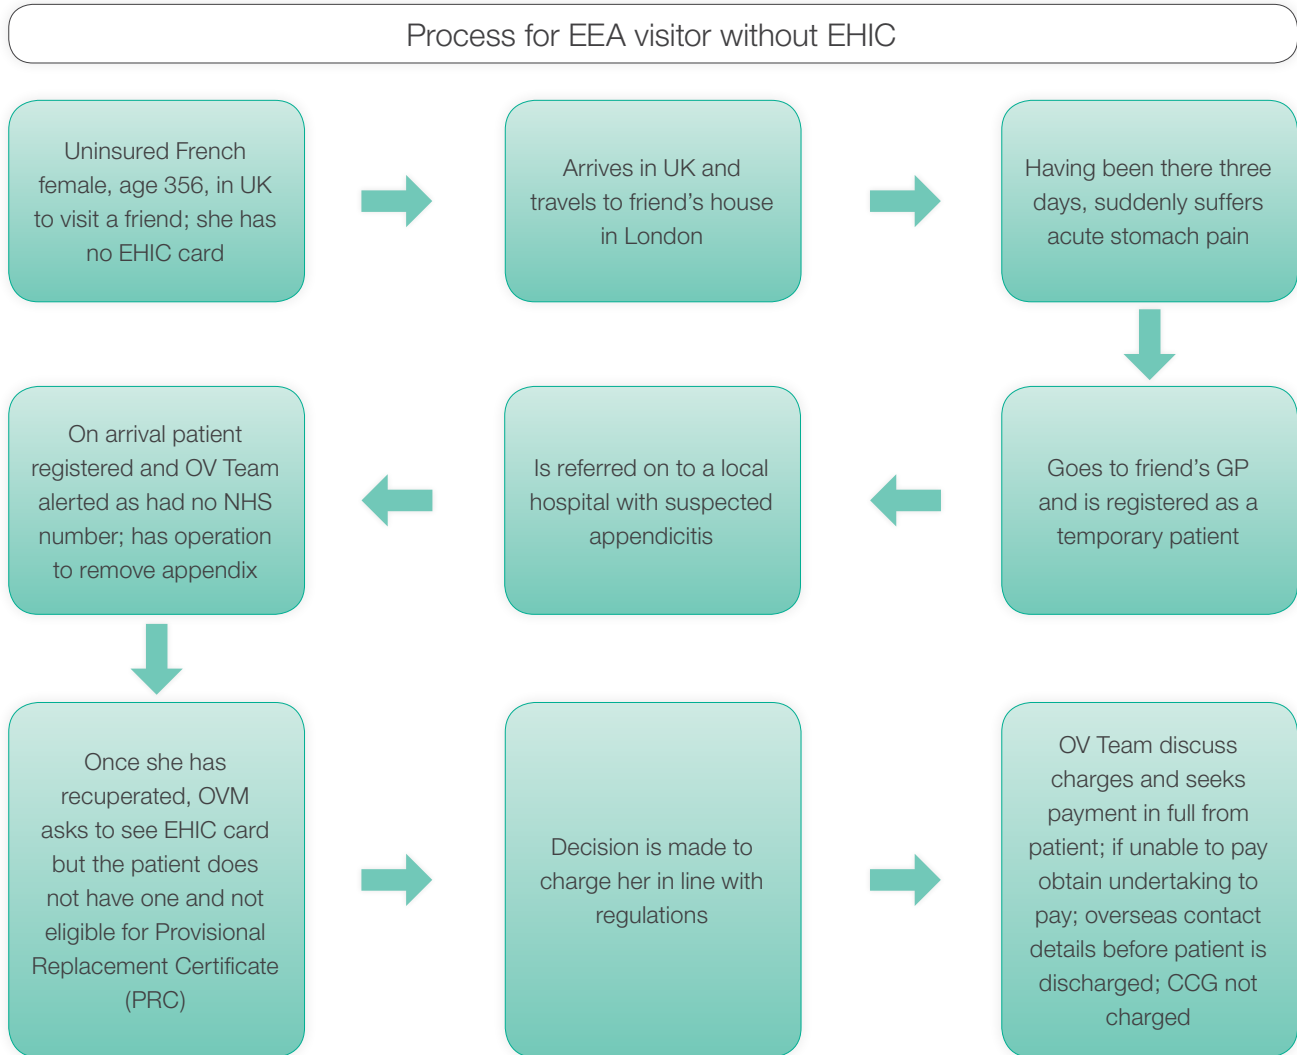 Process for EEA visitor without EHIC
Uninsured French
female, age 356, in UK
to visit a friend; she has
no EHIC card
Arrives in UK and
travels to friend’s house
in London
Having been there three
days, suddenly suffers
acute stomach pain
Goes to friend’s GP
and is registered as a
temporary patient
Is referred on to a local
hospital with suspected
appendicitis
On arrival patient
registered and OV Team
alerted as had no NHS
number; has operation
to remove appendix
Once she has
recuperated, OVM
asks to see EHIC card
but the patient does
not have one and not
eligible for Provisional
Replacement Certificate
(PRC)
Decision is made to
charge her in line with
regulations
OV Team discuss
charges and seeks
payment in full from
patient; if unable to pay
obtain undertaking to
pay; overseas contact
details before patient is
discharged; CCG not
charged